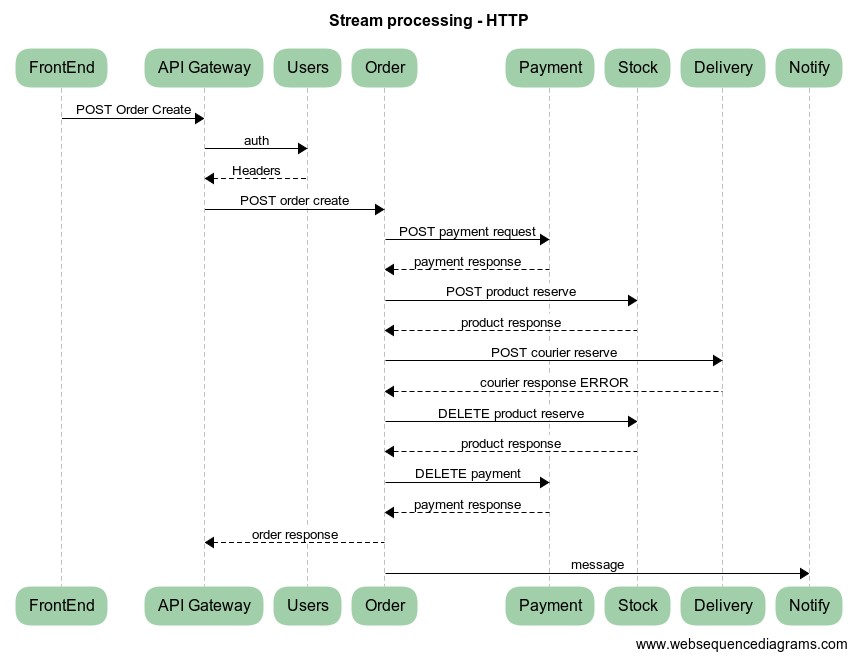 Stream processing - HTTP
FrontEnd
API Gateway
Users
Order
Payment
Stock
Delivery
Notify
POST Order Create
auth
Headers
POST order create
POST payment request
payment response
POST product reserve
product response
POST courier reserve
courier response ERROR
DELETE product reserve
product response
DELETE payment
payment response
order response
message
FrontEnd
API Gateway
Users
Order
Payment
Stock
Delivery
Notify
www.websequencediagrams.com